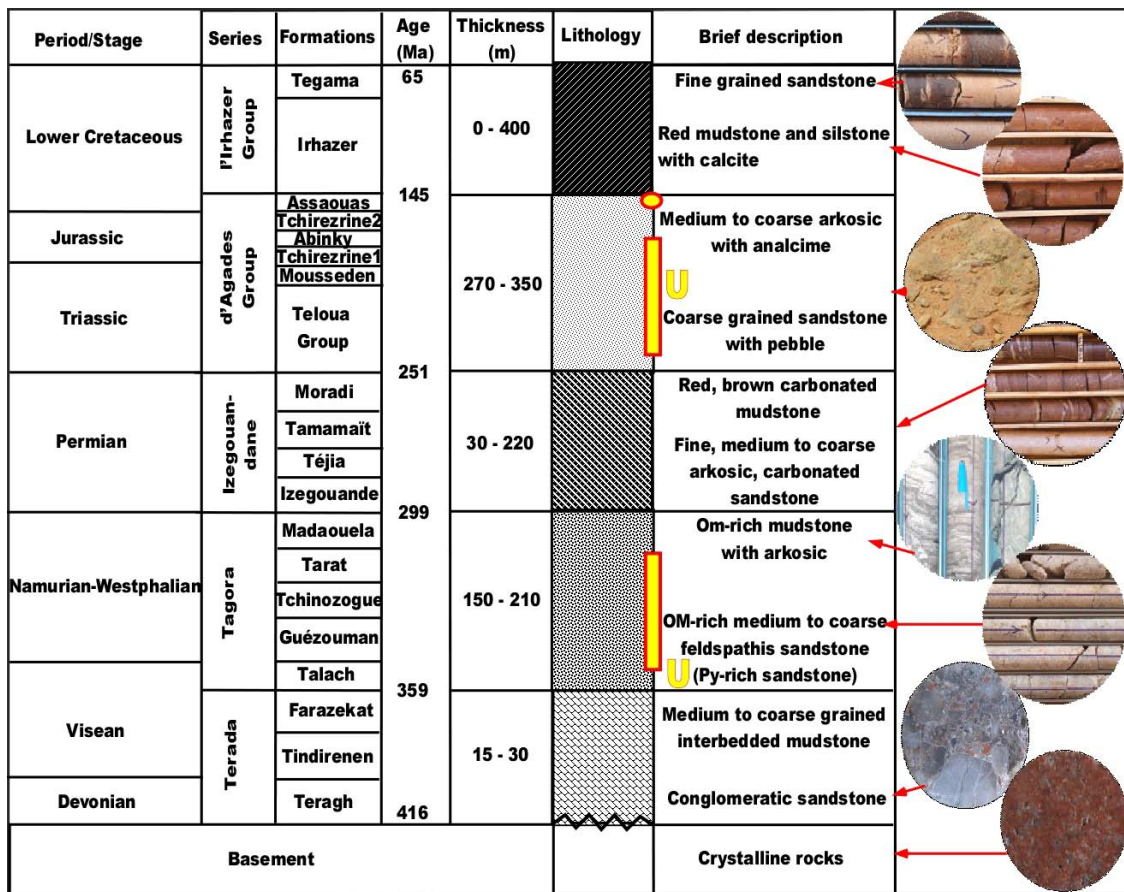 Period/Stage
Series
Formations
Age
(Ma)
Thickness
(m)
Lithology
Brief description
Lower Cretaceous
l'Irhazer
Group
Tegama
Irhazer
65
0 - 400
Fine grained sandstone
Red mudstone and silstone
with calcite
145
Jurassic
Triassic
d'Agades
Group
Assaouas
Tchirezrine2
Abinky
Tchirezrine1
Mousseden
Teloua
Group
270 - 350
Medium to coarse arkosic
with analcime
U
Coarse grained sandstone
with pebble
251
Permian
Izegouan-
dane
Moradi
Tamamaït
Téjia
Izegouande
30 - 220
Red, brown carbonated
mudstone
Fine, medium to coarse
arkosic, carbonated
sandstone
299
Namurian-Westphalian
Tagora
Madaouela
Tarat
Tchinozogue
Guézouman
Talach
150 - 210
Om-rich mudstone
with arkosic
OM-rich medium to coarse
feldspathis sandstone
U (Py-rich sandstone)
359
Visean
Devonian
Terada
Farazekat
Tindirenen
Teragh
15 - 30
Medium to coarse grained
interbedded mudstone
Conglomeratic sandstone
416
Basement
Crystalline rocks